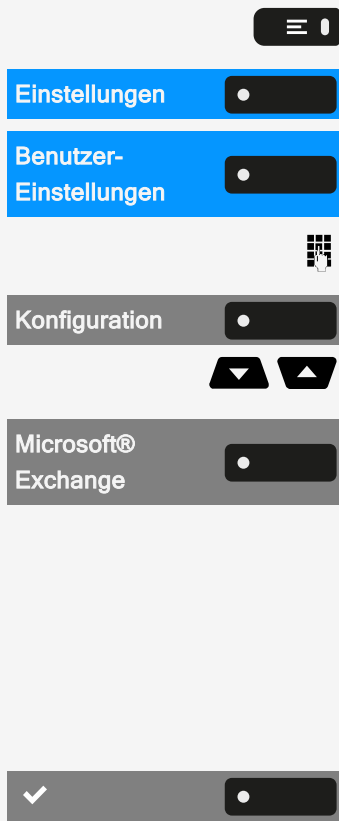 Einstellungen
Benutzer-
Einstellungen
Konfiguration
Microsoft®
Exchange